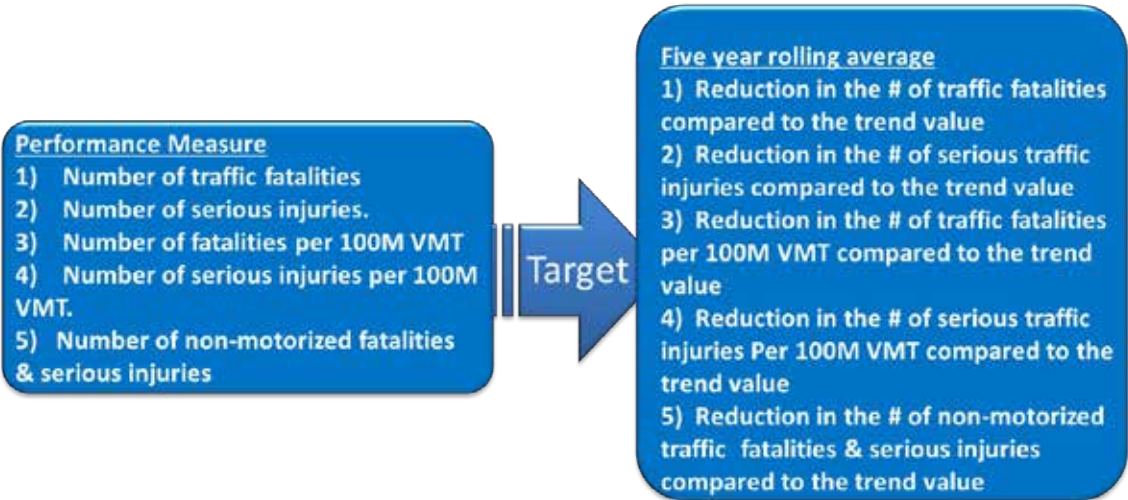 Performance Measure
1) Number of traffic fatalities
2) Number of serious injuries.
3) Number of fatalities per 100M VMT
4) Number of serious injuries per 100M
VMT.
5) Number of non-motorized fatalities
& serious injuries
Target
Five year rolling average
1) Reduction in the # of traffic fatalities
compared to the trend value
2) Reduction in the # of serious traffic
injuries compared to the trend value
3) Reduction in the # of traffic fatalities
per 100M VMT compared to the trend
value
4) Reduction in the # of serious traffic
injuries Per 100M VMT compared to the
trend value
5) Reduction in the # of non-motorized
traffic fatalities & serious injuries
compared to the trend value